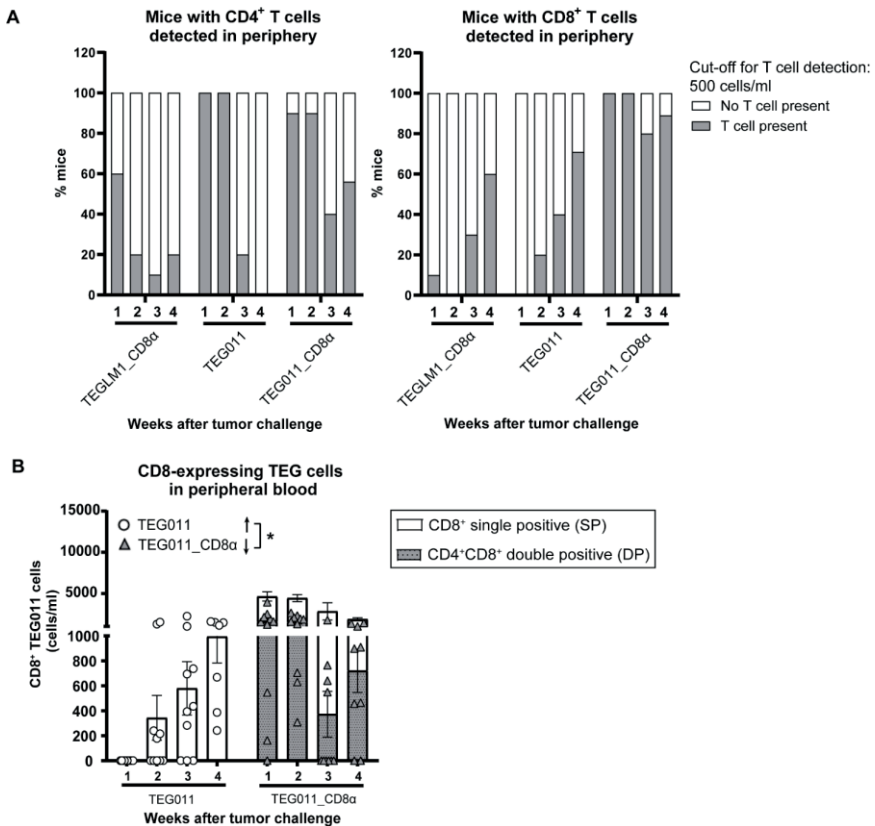 A
Mice with CD4⁺ T cells
detected in periphery
120
100
80
60
40
20
0
% mice
1 2 3 4 1 2 3 4 1 2 3 4
TEGLM1_CD8α
TEG011
TEG011_CD8α
Weeks after tumor challenge
Mice with CD8⁺ T cells
detected in periphery
120
100
80
60
40
20
0
% mice
1 2 3 4 1 2 3 4 1 2 3 4
TEGLM1_CD8α
TEG011
TEG011_CD8α
Weeks after tumor challenge
Cut-off for T cell detection:
500 cells/ml
No T cell present
T cell present
B
CD8-expressing TEG cells
in peripheral blood
15000
10000
5000
1000
800
600
400
200
0
CD8⁺ TEG011 cells
(cells/ml)
TEG011 ↑
TEG011_CD8α ↓
*
1 2 3 4 1 2 3 4
TEG011 TEG011_CD8α
Weeks after tumor challenge
CD8⁺ single positive (SP)
CD4⁺CD8⁺ double positive (DP)